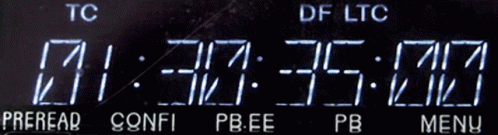 TC DF LTC
01:30:35:00
PREREAD CONFI PB.EE PB MENU